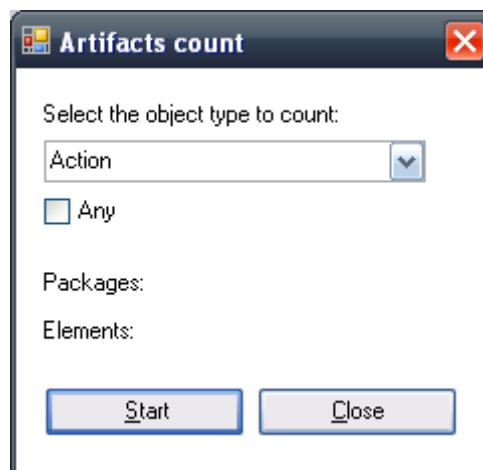 Artifacts count
Select the object type to count:
Action
Any
Packages:
Elements:
Start Close